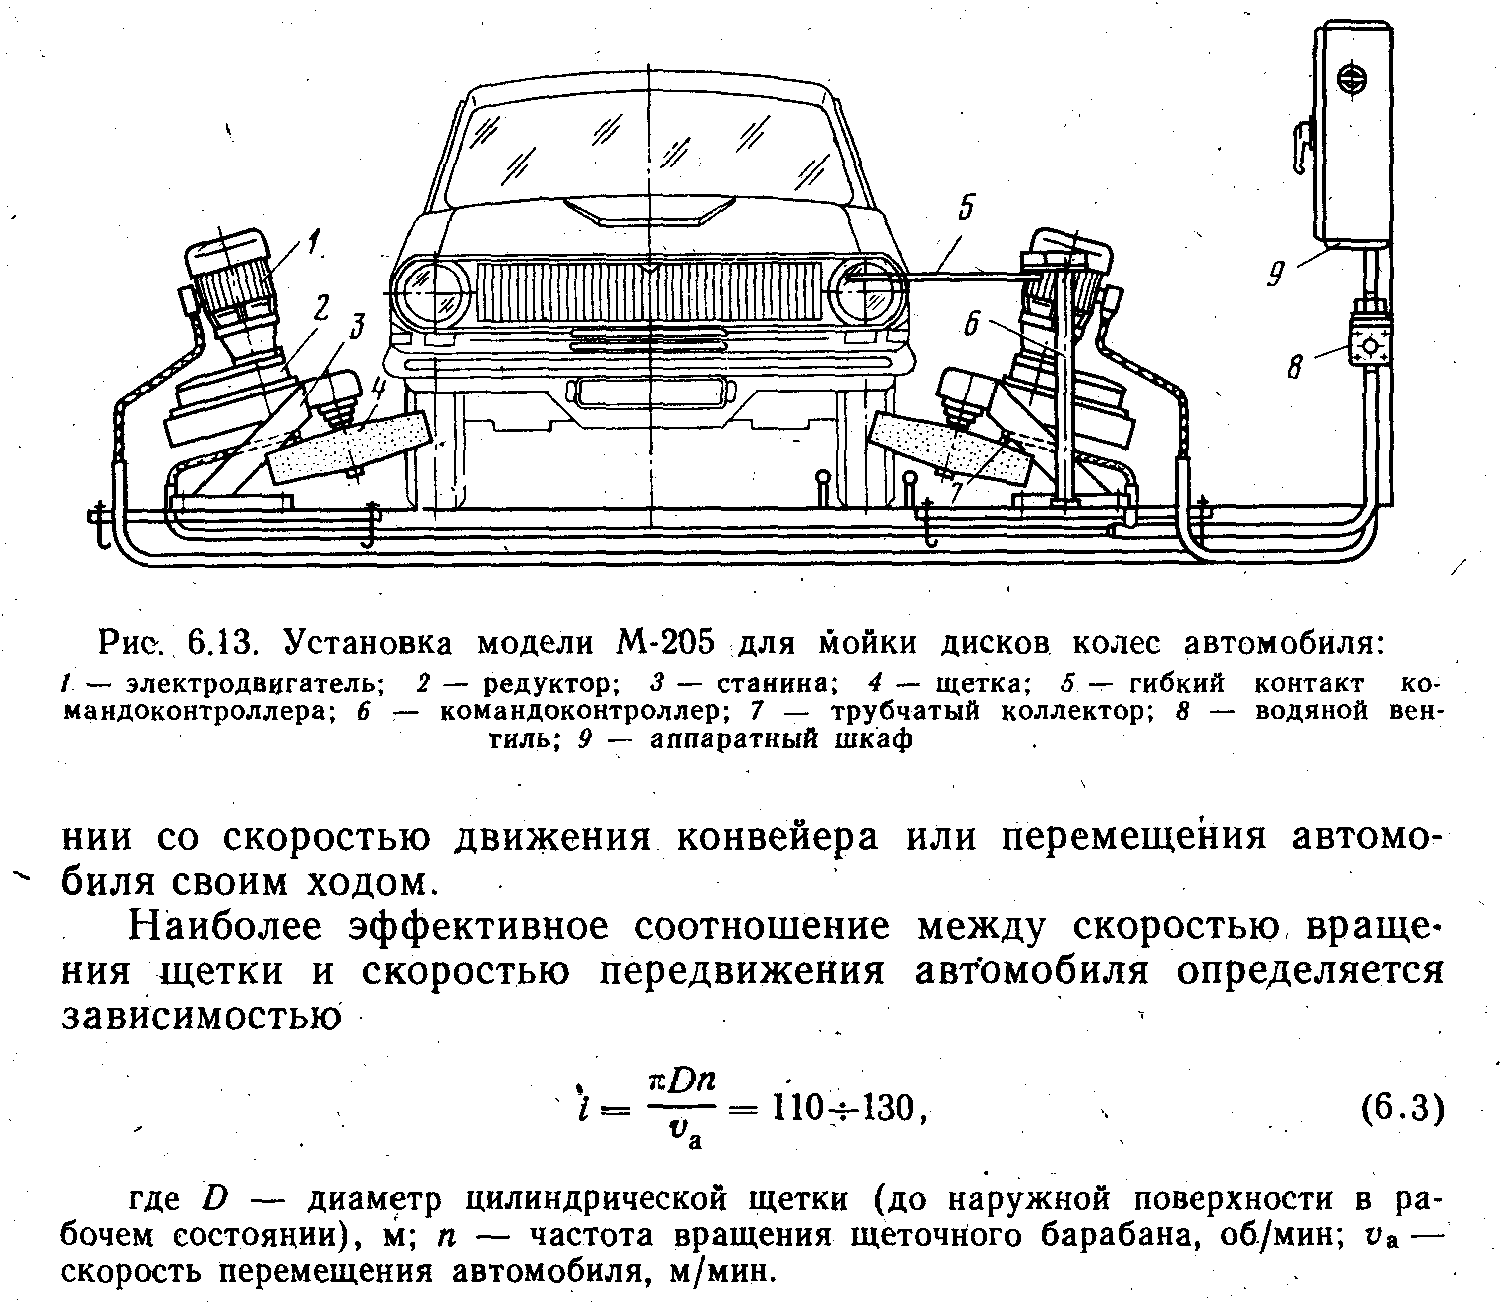 1
2
3
4
5
6
7
8
9
Рис. 6.13. Установка модели М-205 для мойки дисков колес автомобиля:
1 — электродвигатель; 2 — редуктор; 3 — станина; 4 — щетка; 5 — гибкий контакт ко-
мандоконтроллера; 6 — командоконтроллер; 7 — трубчатый коллектор; 8 — водяной вен-
тиль; 9 — аппаратный шкаф
нии со скоростью движения конвейера или перемещения автомо-
биля своим ходом.
Наиболее эффективное соотношение между скоростью враще-
ния щетки и скоростью передвижения автомобиля определяется
зависимостью
i = πDn / vа = 110÷130, (6.3)
где D — диаметр цилиндрической щетки (до наружной поверхности в ра-
бочем состоянии), м; n — частота вращения щеточного барабана, об/мин; vа —
скорость перемещения автомобиля, м/мин.